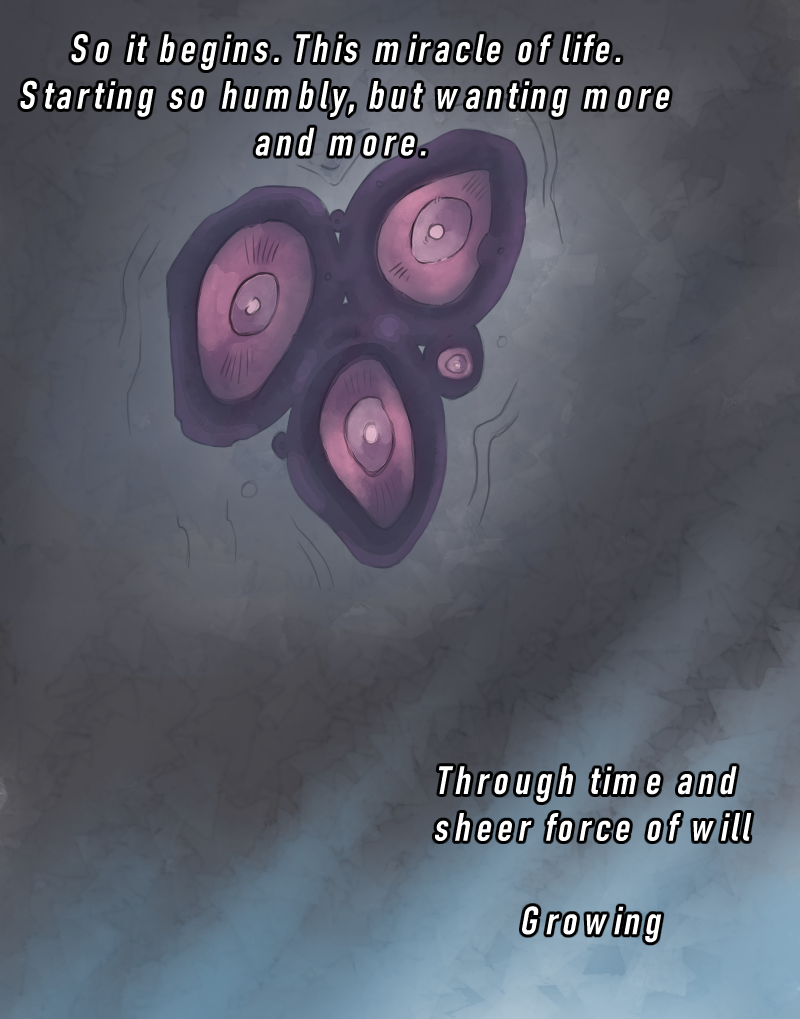 So it begins. This miracle of life.
Starting so humbly, but wanting more
and more.
Through time and
sheer force of will
Growing